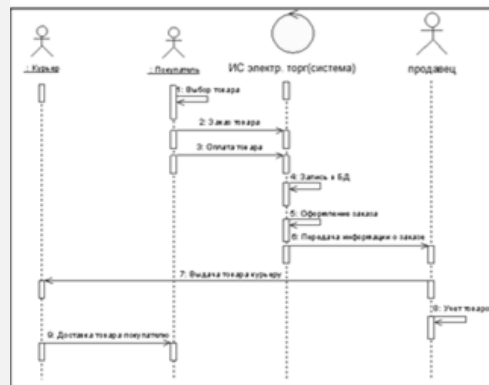 : Курьер
: Покупатель
ИС электр. торг(система)
продавец
1: Выбор товара
2: Заказ товара
3: Оплата товара
4: Запись в БД
5: Оформление заказа
6: Передача информации о заказе
7: Выдача товара курьеру
8: Учет товаро
9: Доставка товара покупателю